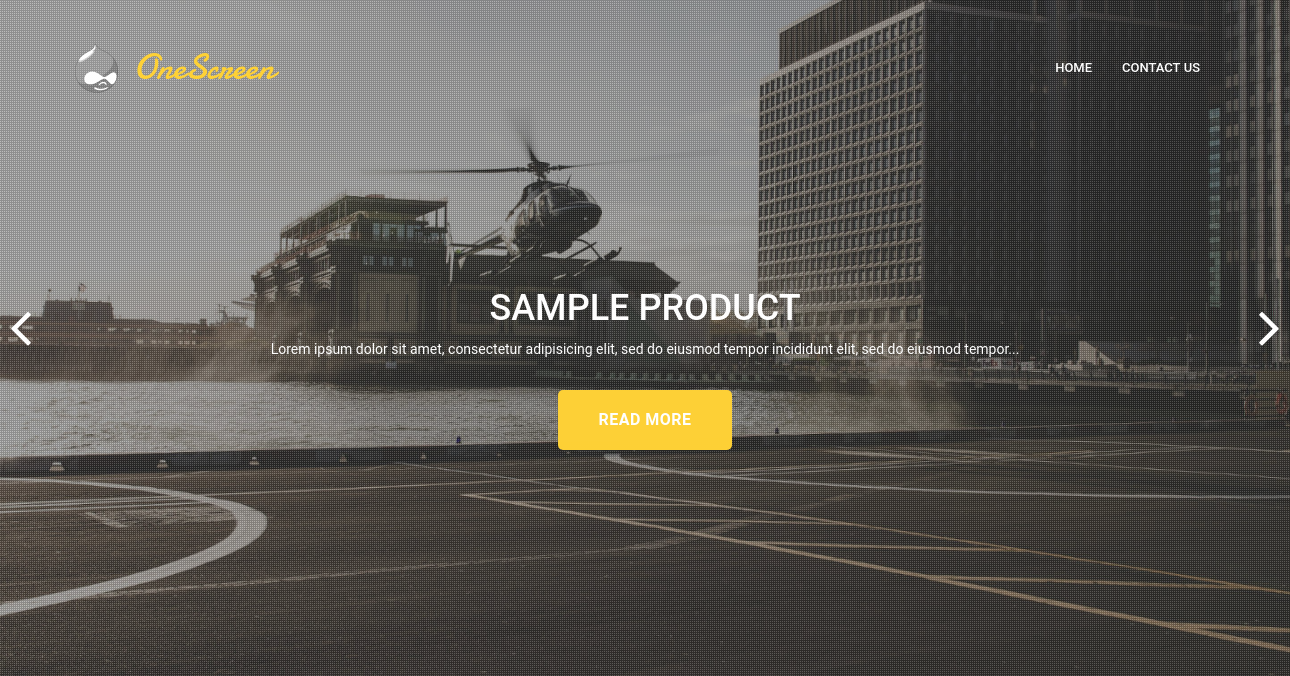 OneScreen
HOME
CONTACT US
SAMPLE PRODUCT
Lorem ipsum dolor sit amet, consectetur adipisicing elit, sed do eiusmod tempor incididunt elit, sed do eiusmod tempor...
READ MORE